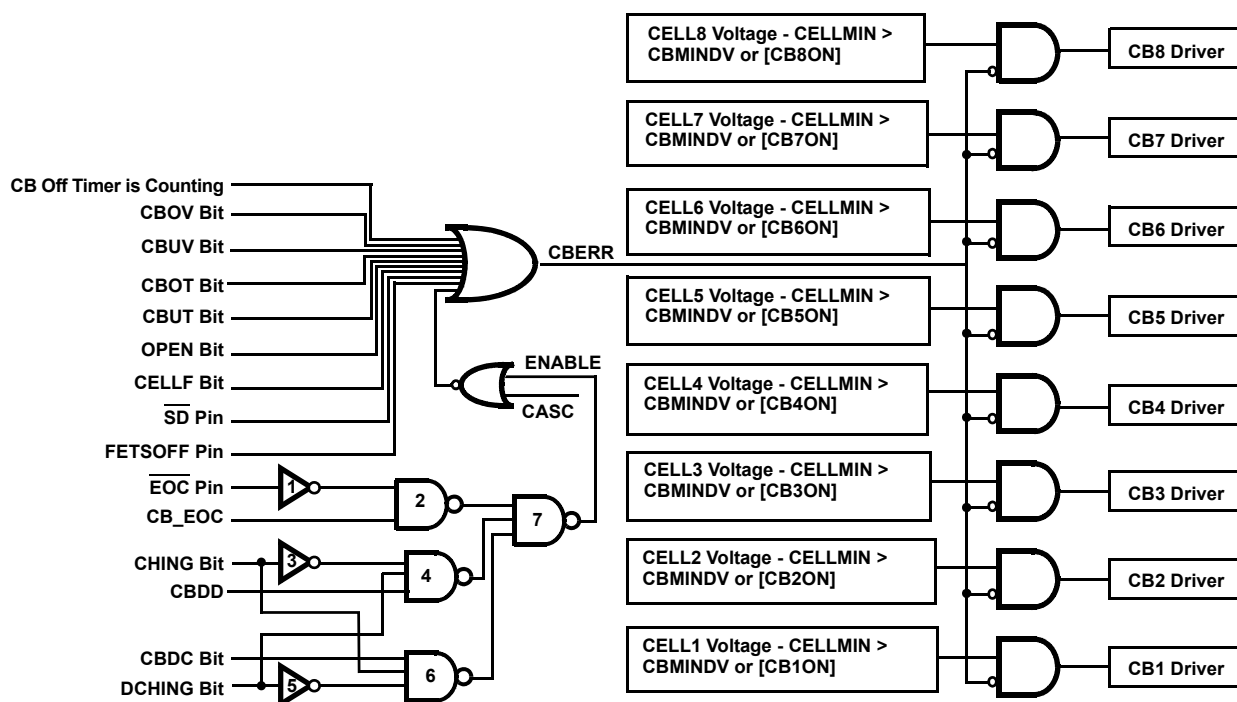 CB Off Timer is Counting
CBOV Bit
CBUV Bit
CBOT Bit
CBUT Bit
OPEN Bit
CELLF Bit
S̅D̅ Pin
FETSOFF Pin
E̅O̅C̅ Pin
CB_EOC
CHING Bit
CBDD
CBDC Bit
DCHING Bit
1
2
3
4
5
6
7
CBERR
ENABLE
CASC
CELL8 Voltage - CELLMIN >
CBMINDV or [CB8ON]
CB8 Driver
CELL7 Voltage - CELLMIN >
CBMINDV or [CB7ON]
CB7 Driver
CELL6 Voltage - CELLMIN >
CBMINDV or [CB6ON]
CB6 Driver
CELL5 Voltage - CELLMIN >
CBMINDV or [CB5ON]
CB5 Driver
CELL4 Voltage - CELLMIN >
CBMINDV or [CB4ON]
CB4 Driver
CELL3 Voltage - CELLMIN >
CBMINDV or [CB3ON]
CB3 Driver
CELL2 Voltage - CELLMIN >
CBMINDV or [CB2ON]
CB2 Driver
CELL1 Voltage - CELLMIN >
CBMINDV or [CB1ON]
CB1 Driver